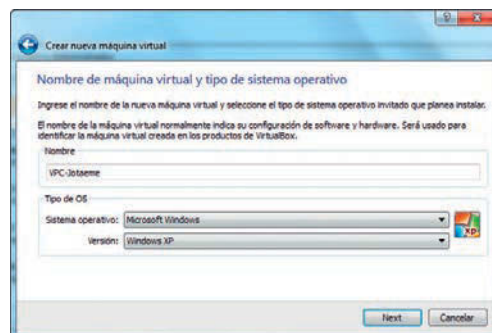 Crear nueva máquina virtual
Nombre de máquina virtual y tipo de sistema operativo
Ingrese el nombre de la nueva máquina virtual y seleccione el tipo de sistema operativo invitado que planea instalar.
El nombre de la máquina virtual normalmente indica su configuración de software y hardware. Será usado para
identificar la máquina virtual creada en los productos de VirtualBox.
Nombre
VPC-Jotaeme
Tipo de OS
Sistema operativo: Microsoft Windows
Versión: Windows XP
XP
Next Cancelar